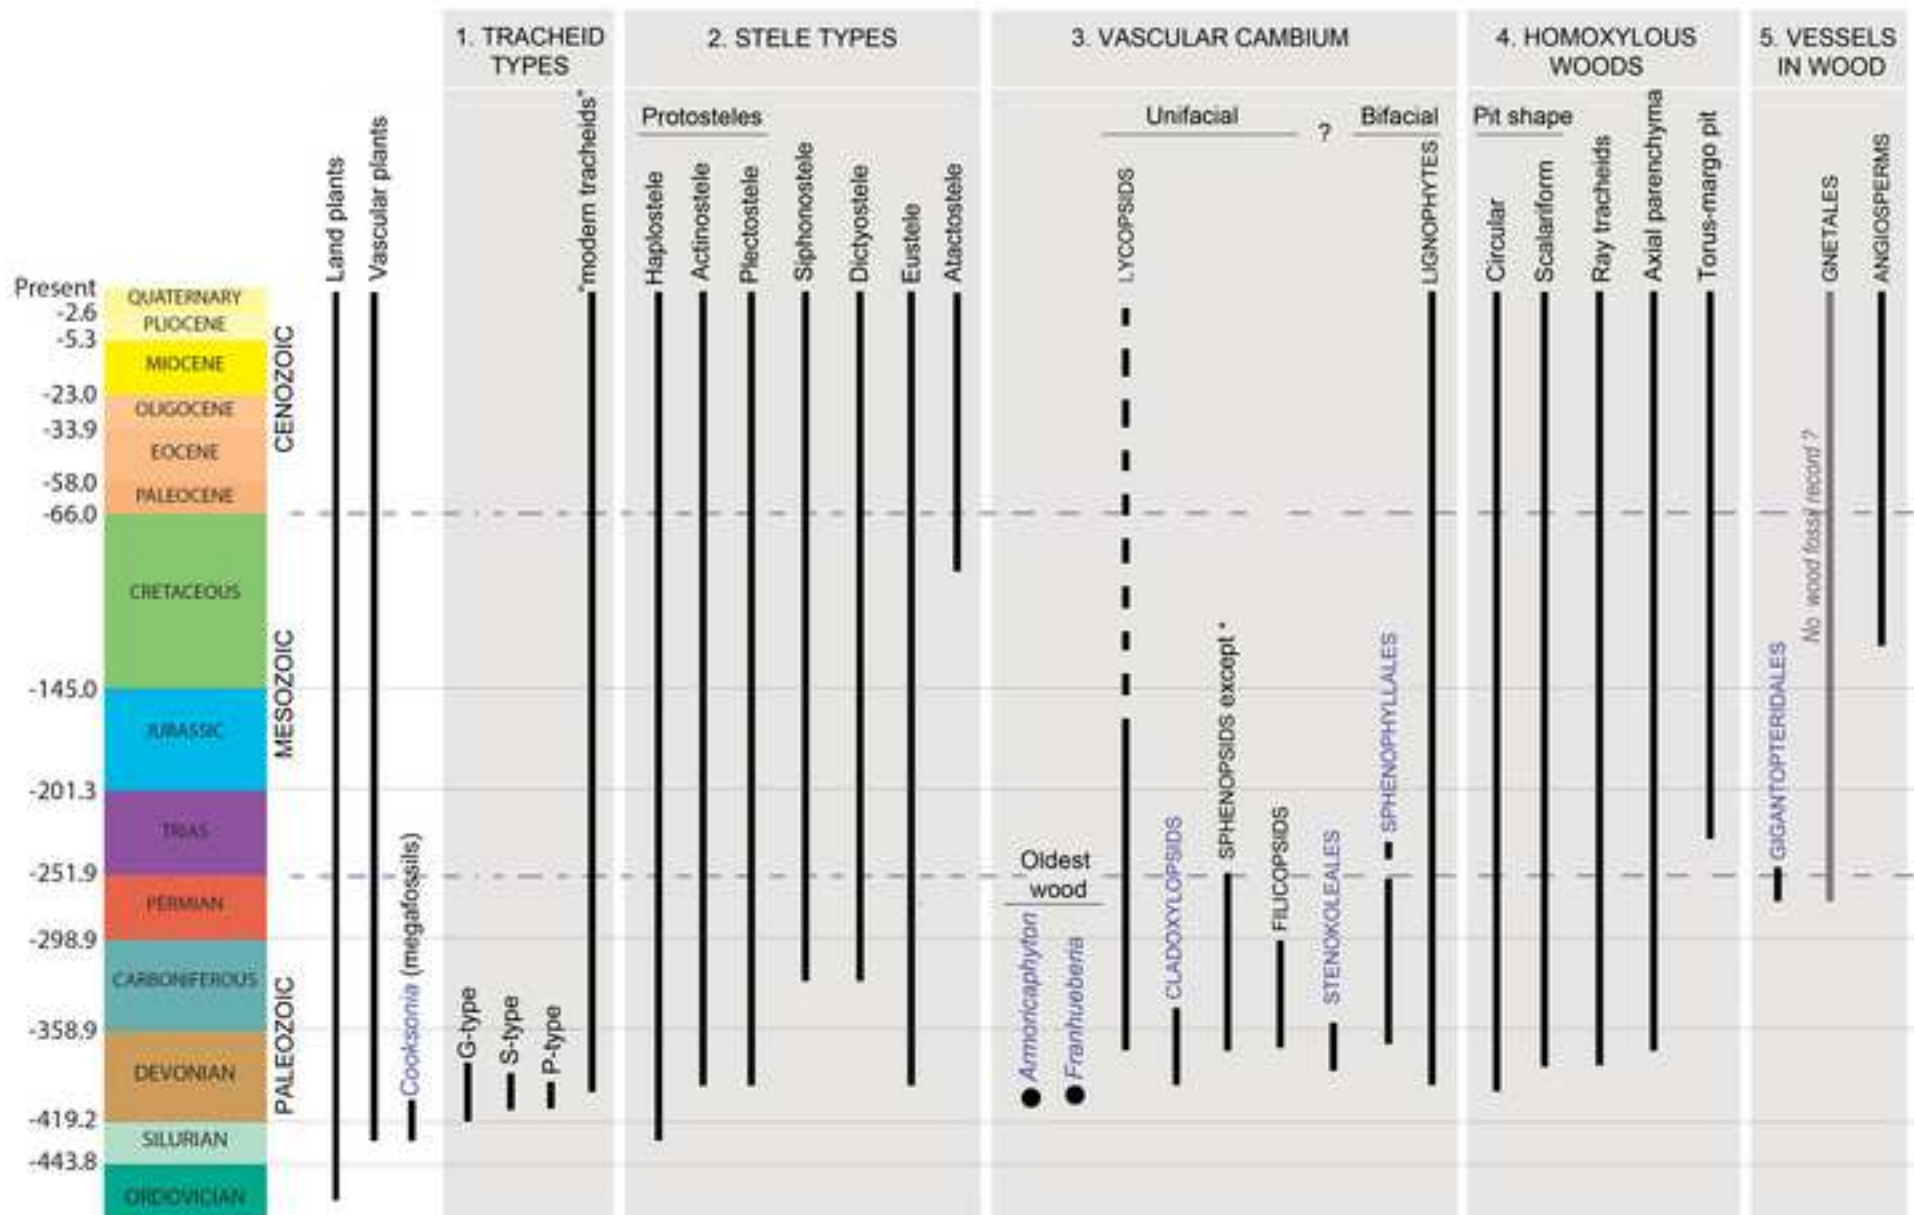 1. TRACHEID
TYPES
2. STELE TYPES
3. VASCULAR CAMBIUM
4. HOMOXYLOUS
WOODS
5. VESSELS
IN WOOD
Protosteles
Unifacial
?
Bifacial
Pit shape
Land plants
Vascular plants
Cooksonia (megafossils)
G-type
S-type
P-type
"modern tracheids"
Haplostele
Actinostele
Plectostele
Siphonostele
Dictyostele
Eustele
Atactostele
Oldest
wood
Armoricaphyton
Franhueberia
LYCOPSIDS
CLADOXYLOPSIDS
SPHENOPSIDS except *
FILICOPSIDS
STENOKOLEALES
* SPHENOPHYLLALES
LIGNOPHYTES
Circular
Scalariform
Ray tracheids
Axial parenchyma
Torus-margo pit
GIGANTOPTERIDALES
No wood fossil record ?
GNETALES
ANGIOSPERMS
Present
QUATERNARY
-2.6
PLIOCENE
-5.3
MIOCENE
-23.0
OLIGOCENE
-33.9
EOCENE
-58.0
PALEOCENE
-66.0
CRETACEOUS
-145.0
JURASSIC
-201.3
TRIAS
-251.9
PERMIAN
-298.9
CARBONIFEROUS
-358.9
DEVONIAN
-419.2
SILURIAN
-443.8
ORDOVICIAN
CENOZOIC
MESOZOIC
PALEOZOIC